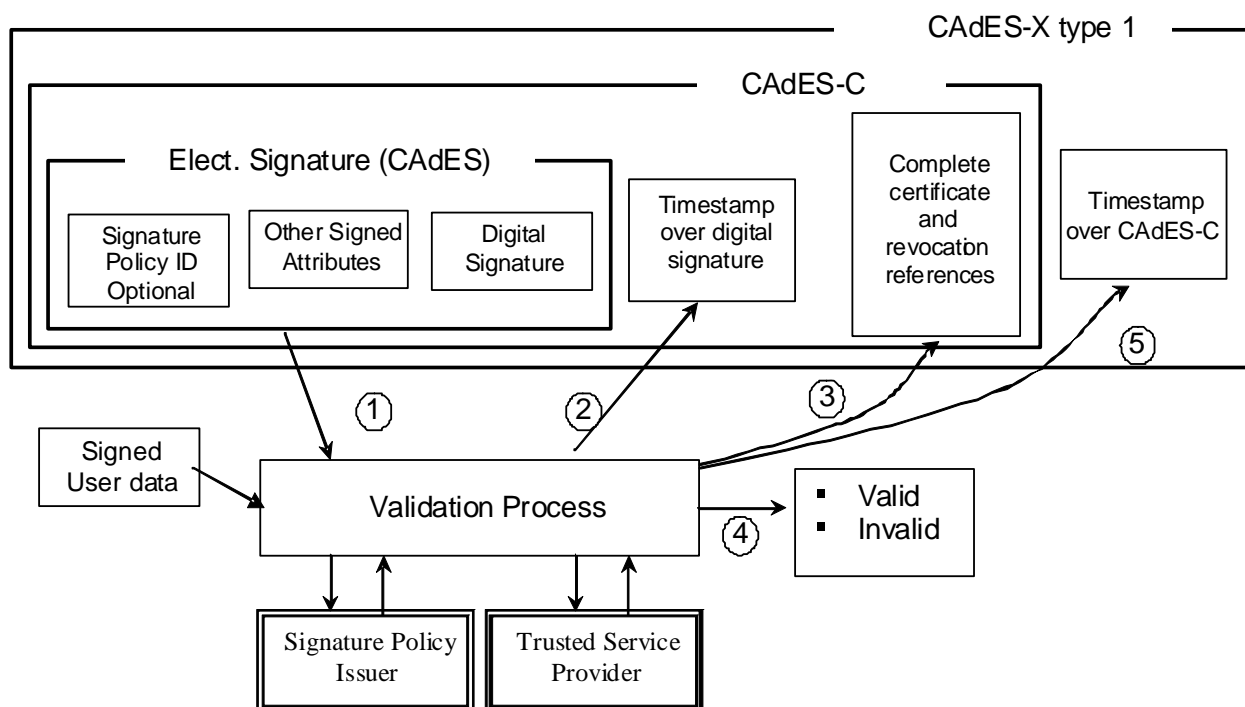 CAdES-X type 1
CAdES-C
Elect. Signature (CAdES)
Signature
Policy ID
Optional
Other Signed
Attributes
Digital
Signature
Timestamp
over digital
signature
Complete
certificate
and
revocation
references
Timestamp
over CAdES-C
1
2
3
5
Signed
User data
Validation Process
4
▪ Valid
▪ Invalid
Signature Policy
Issuer
Trusted Service
Provider